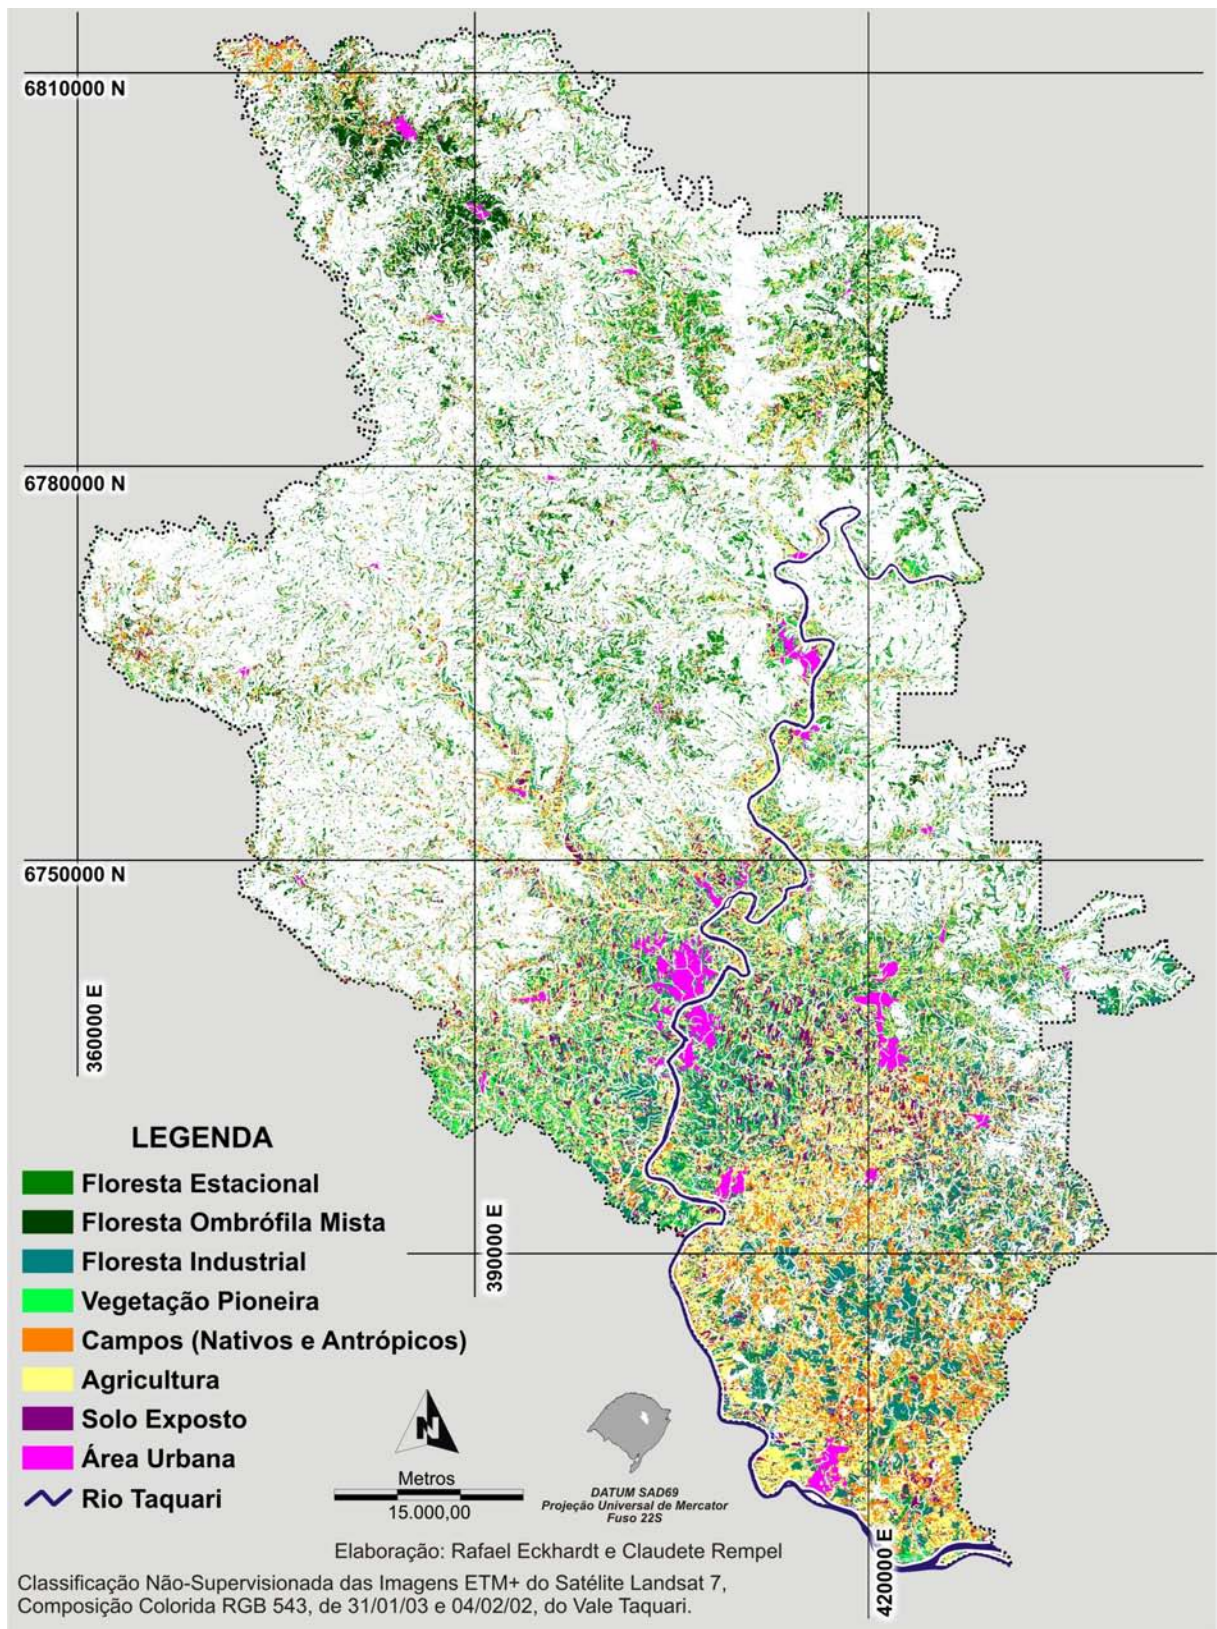 6810000 N
6780000 N
6750000 N
360000 E
390000 E
420000 E
LEGENDA
Floresta Estacional
Floresta Ombrófila Mista
Floresta Industrial
Vegetação Pioneira
Campos (Nativos e Antrópicos)
Agricultura
Solo Exposto
Área Urbana
Rio Taquari
N
Metros
15.000,00
DATUM SAD69
Projeção Universal de Mercator
Fuso 22S
Elaboração: Rafael Eckhardt e Claudete Rempel
Classificação Não-Supervisionada das Imagens ETM+ do Satélite Landsat 7,
Composição Colorida RGB 543, de 31/01/03 e 04/02/02, do Vale Taquari.